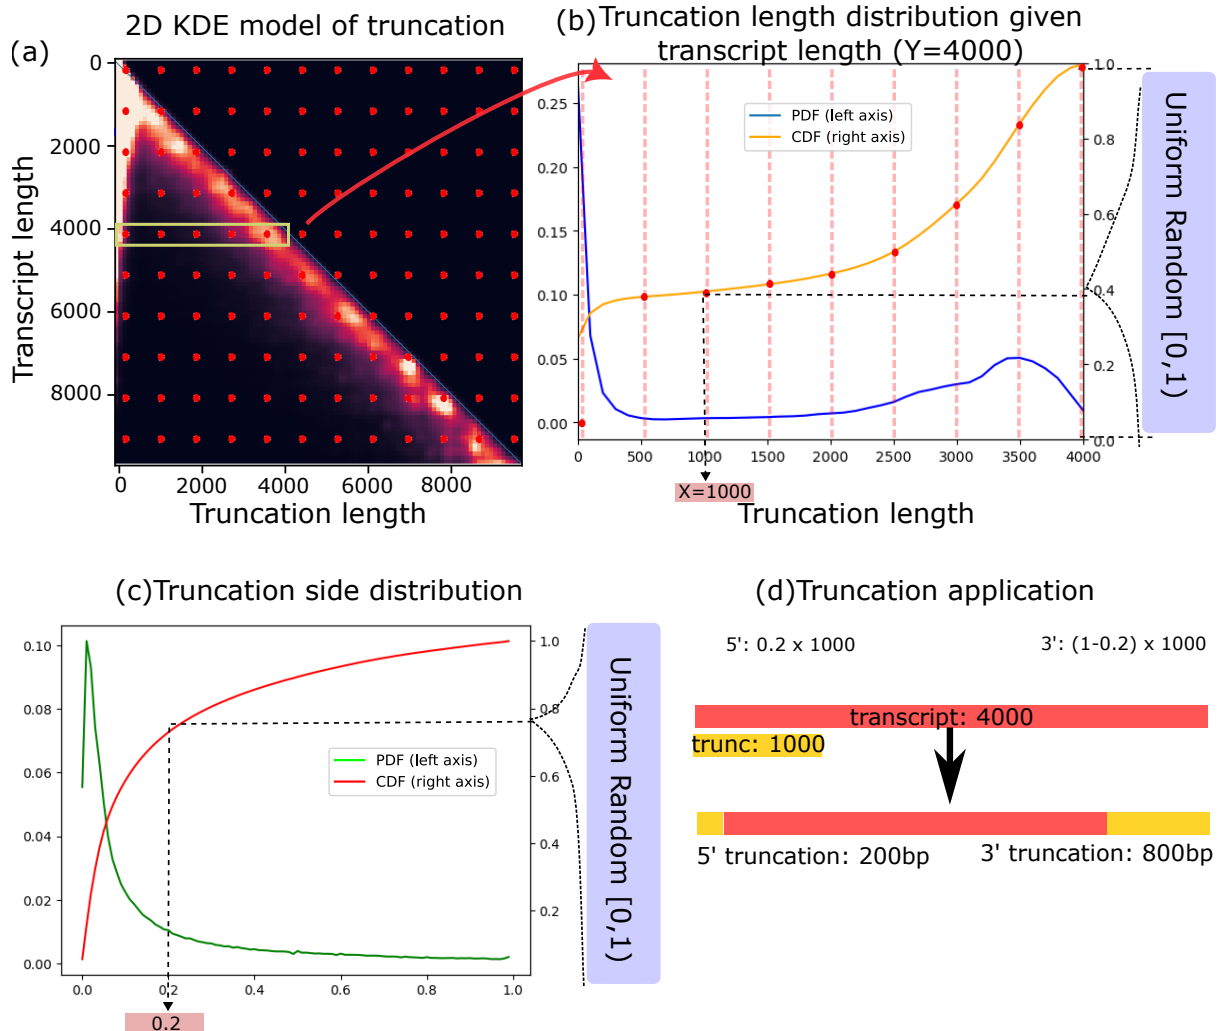 2D KDE model of truncation
(a)
0
2000
4000
6000
8000
Transcript length
0
2000
4000
6000
8000
Truncation length
(b)
Truncation length distribution given
transcript length (Y=4000)
0.25
0.20
0.15
0.10
0.05
0.00
PDF (left axis)
CDF (right axis)
1.0
0.8
0.6
0.4
0.2
0.0
0
500
1000
1500
2000
2500
3000
3500
4000
X=1000
Truncation length
Uniform Random [0,1)
(c)Truncation side distribution
0.10
0.08
0.06
0.04
0.02
0.00
PDF (left axis)
CDF (right axis)
1.0
0.8
0.6
0.4
0.2
0.0
0.2
0.4
0.6
0.8
1.0
0.2
Uniform Random [0,1)
(d)Truncation application
5': 0.2 x 1000
3': (1-0.2) x 1000
transcript: 4000
trunc: 1000
5' truncation: 200bp
3' truncation: 800bp